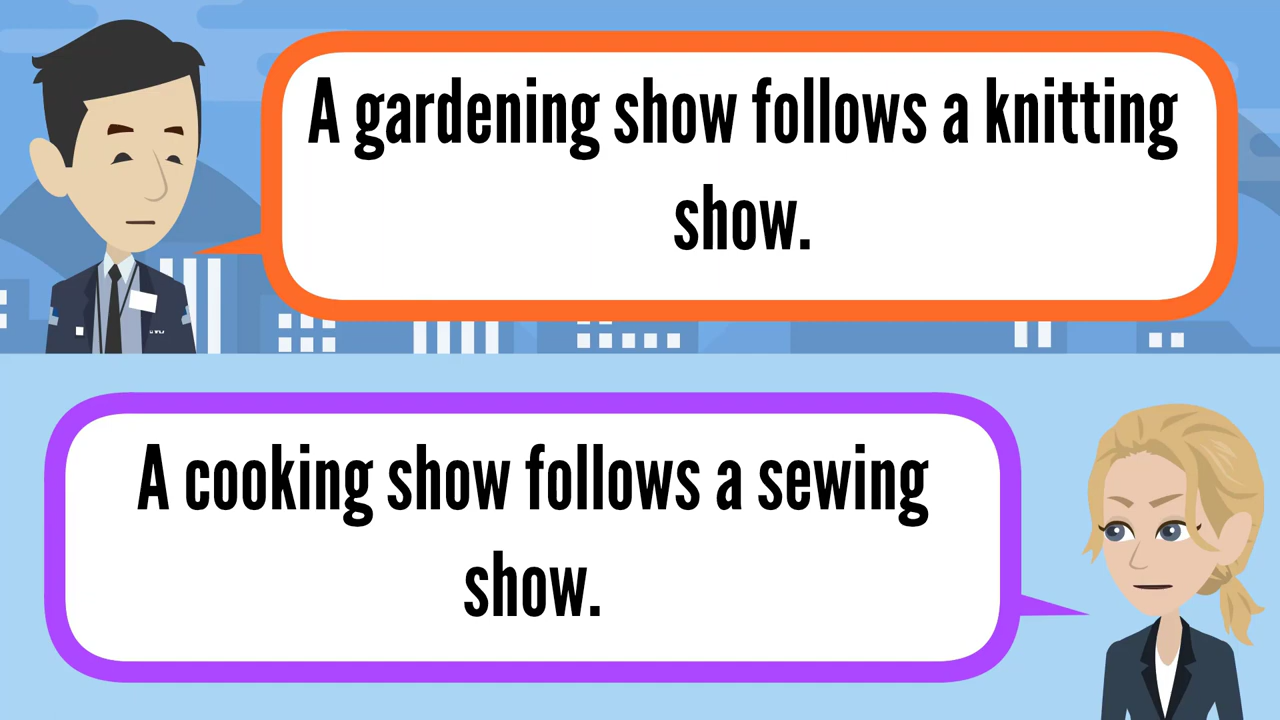 A gardening show follows a knitting
show.
A cooking show follows a sewing
show.